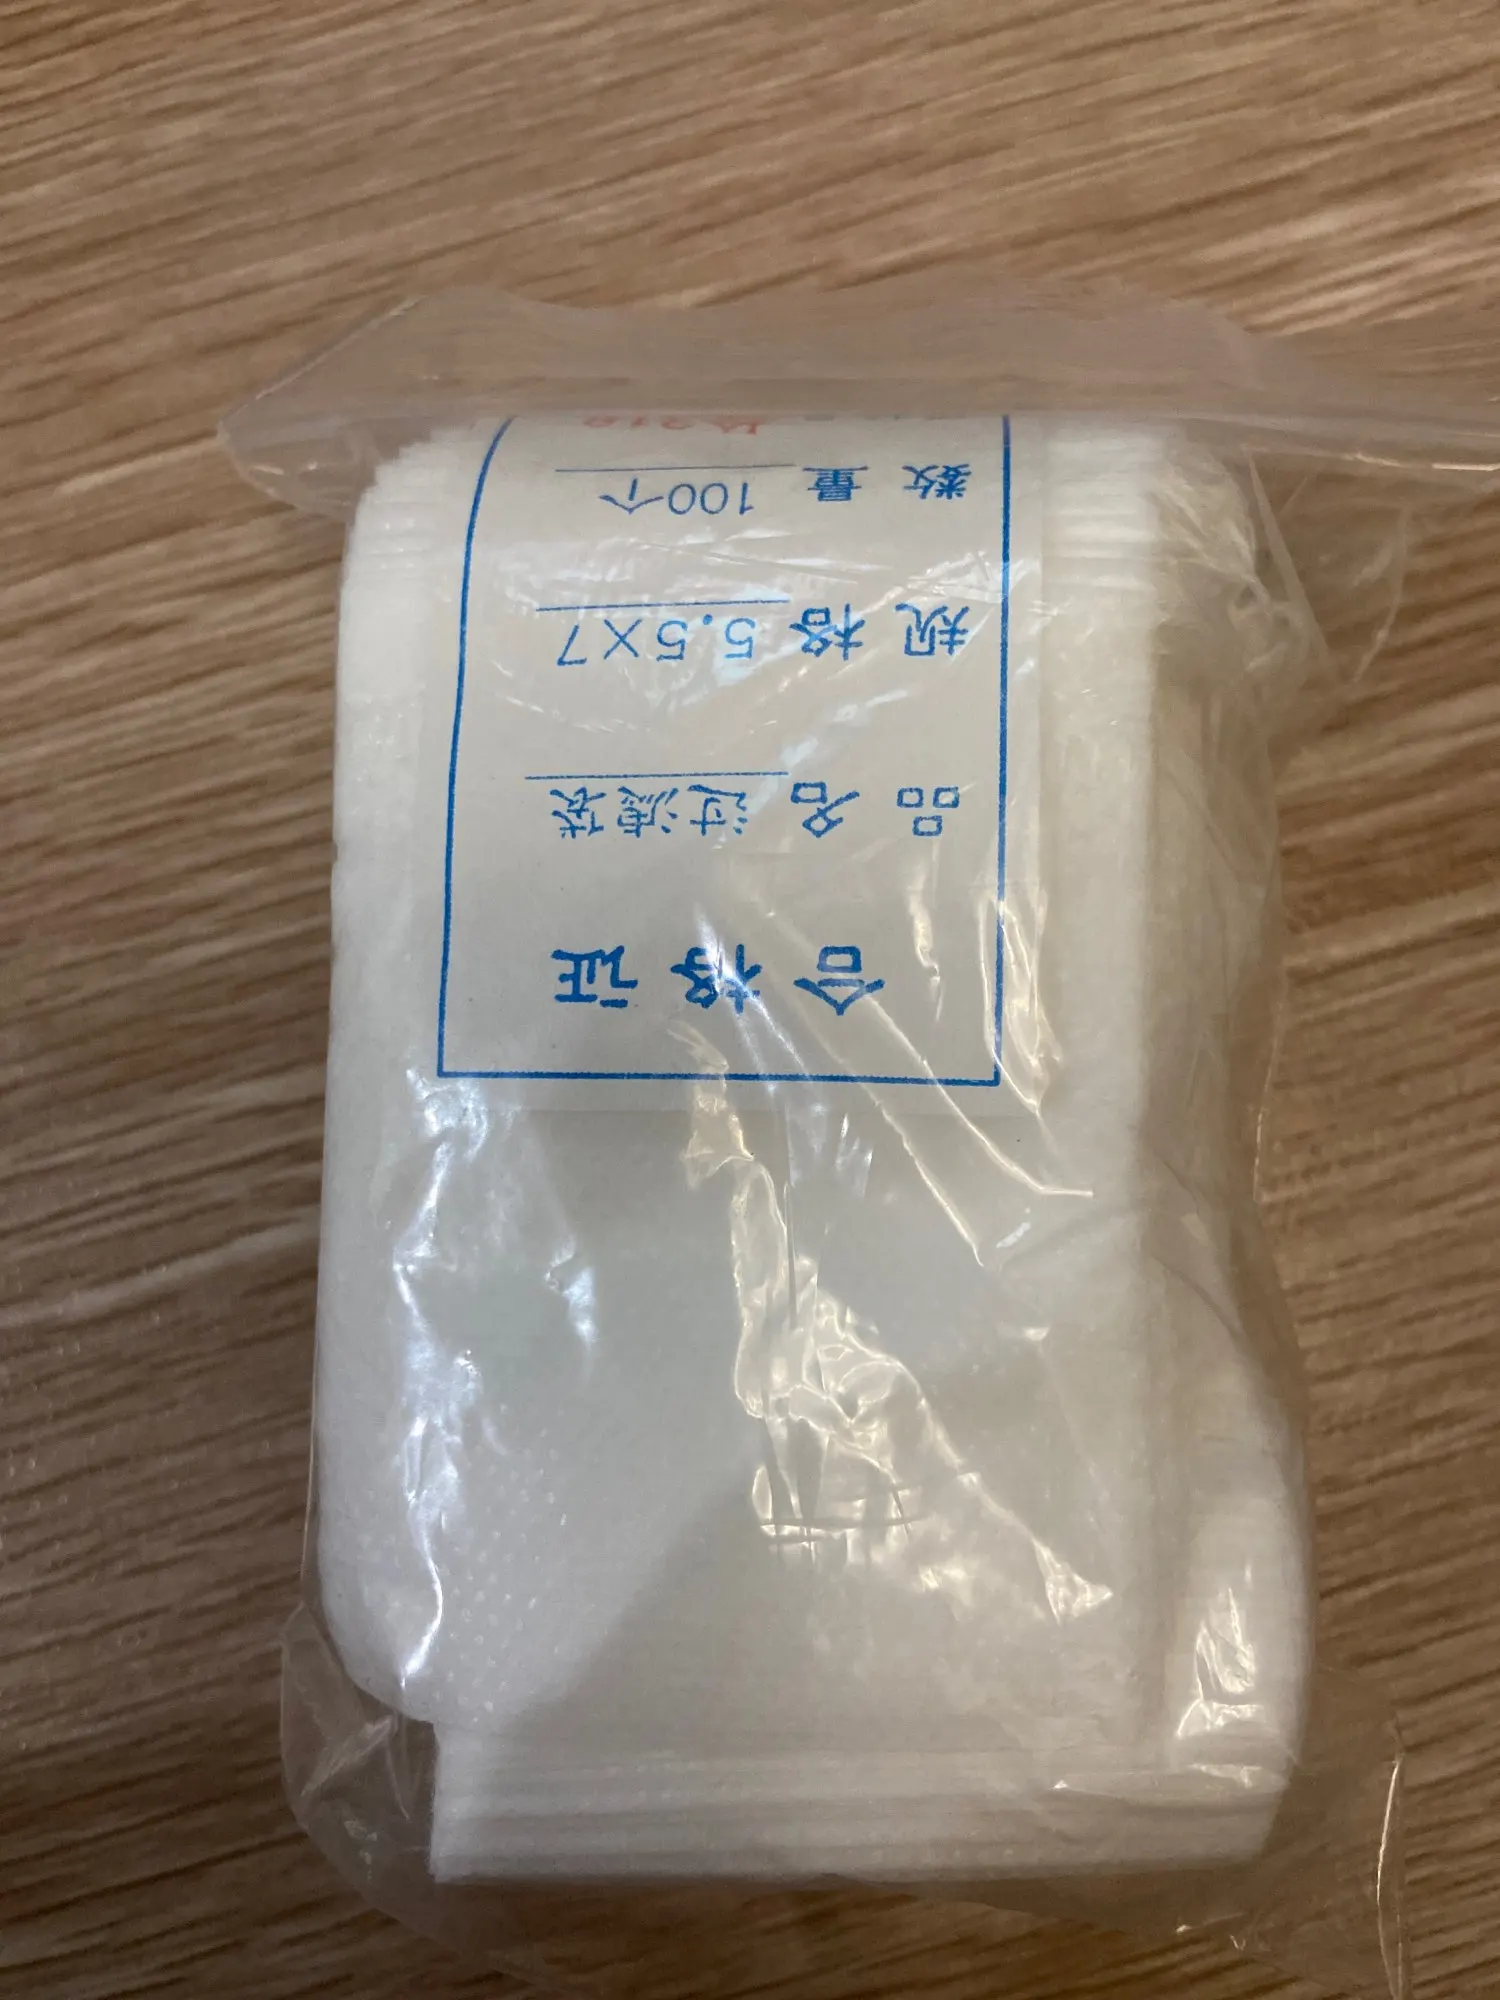 合格证
品 名 过滤袋
规 格 5.5X7
数 量 100个